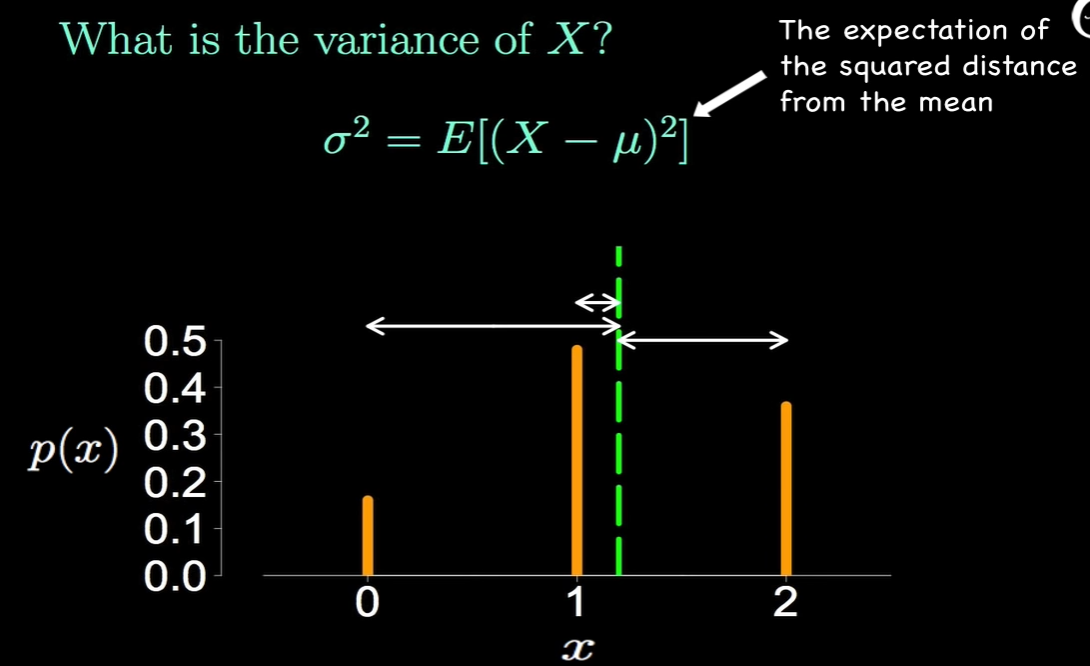 What is the variance of X?
The expectation of
the squared distance
from the mean
σ² = E[(X − μ)²]
0.5
0.4
0.3
p(x)
0.2
0.1
0.0
0 1 2
x